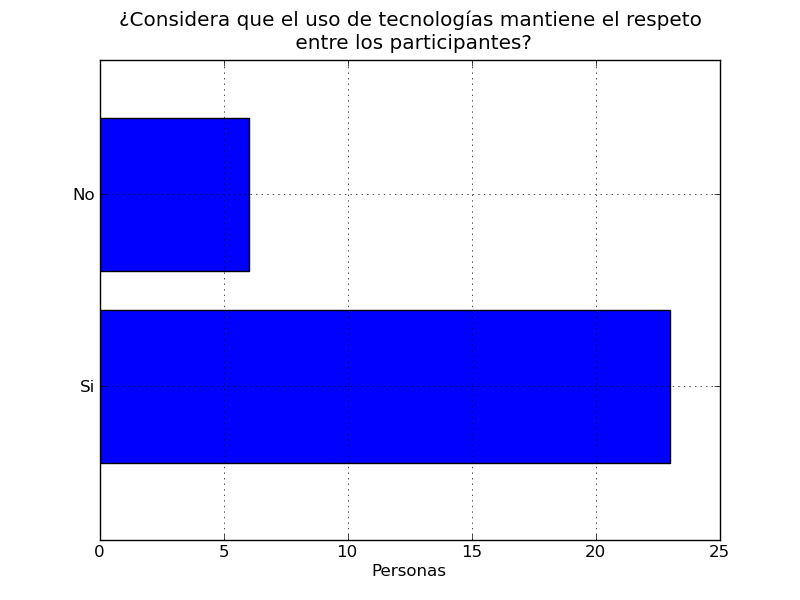 ¿Considera que el uso de tecnologías mantiene el respeto
entre los participantes?
No
Si
0 5 10 15 20 25
Personas